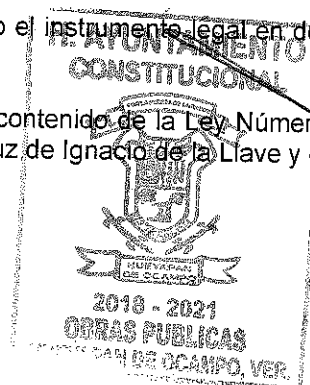 o el instrumento legal en d
H. AYUNTAMIENTO
CONSTITUCIONAL
contenido de la Ley Númer
uz de Ignacio de la Llave y
HUEYAPAN
DE OCAMPO
2018 - 2021
OBRAS PUBLICAS
DE OCAMPO, VER.